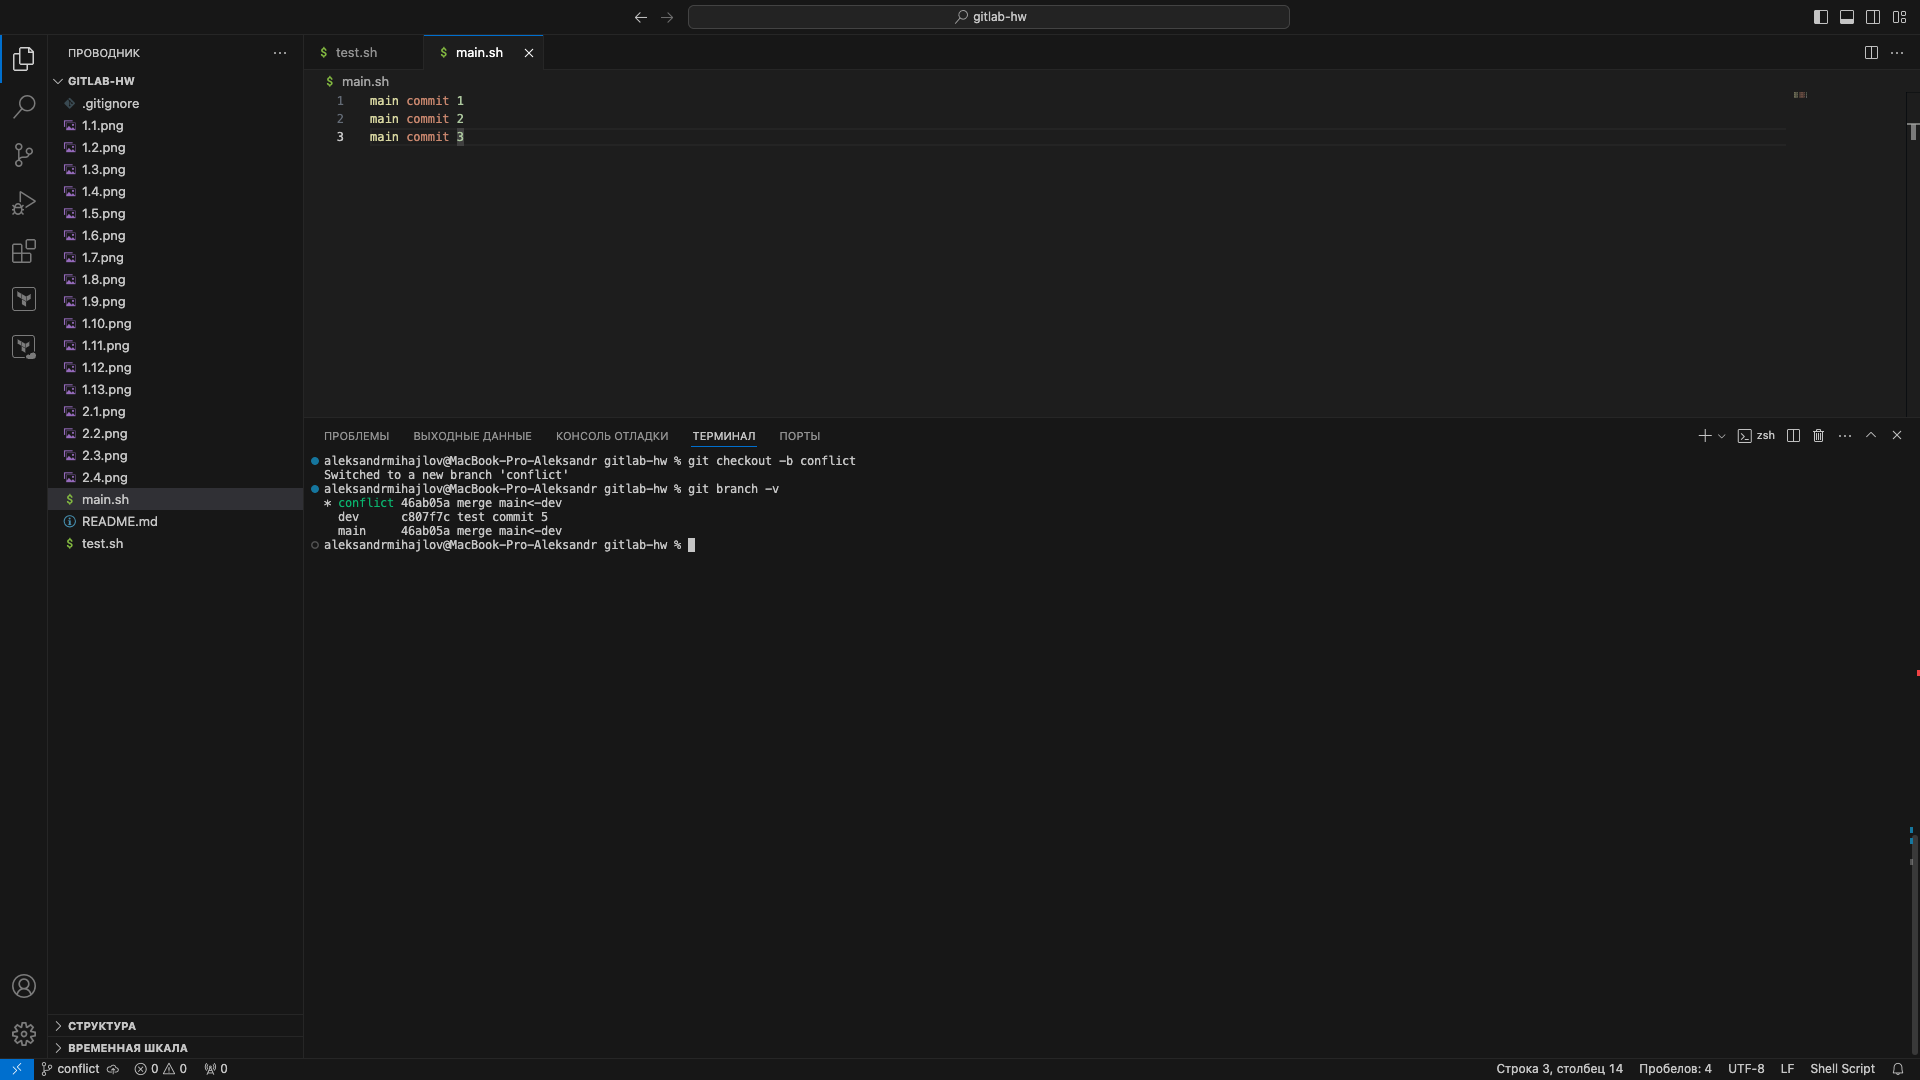 gitlab-hw
ПРОВОДНИК
GITLAB-HW
.gitignore
1.1.png
1.2.png
1.3.png
1.4.png
1.5.png
1.6.png
1.7.png
1.8.png
1.9.png
1.10.png
1.11.png
1.12.png
1.13.png
2.1.png
2.2.png
2.3.png
2.4.png
$ main.sh
README.md
$ test.sh
СТРУКТУРА
ВРЕМЕННАЯ ШКАЛА
$ test.sh $ main.sh
$ main.sh
1 main commit 1
2 main commit 2
3 main commit 3
ПРОБЛЕМЫ ВЫХОДНЫЕ ДАННЫЕ КОНСОЛЬ ОТЛАДКИ ТЕРМИНАЛ ПОРТЫ zsh
aleksandrmihajlov@MacBook-Pro-Aleksandr gitlab-hw % git checkout -b conflict
Switched to a new branch 'conflict'
aleksandrmihajlov@MacBook-Pro-Aleksandr gitlab-hw % git branch -v
* conflict 46ab05a merge main<-dev
dev c807f7c test commit 5
main 46ab05a merge main<-dev
aleksandrmihajlov@MacBook-Pro-Aleksandr gitlab-hw %
conflict 0 0 0 Строка 3, столбец 14 Пробелов: 4 UTF-8 LF Shell Script